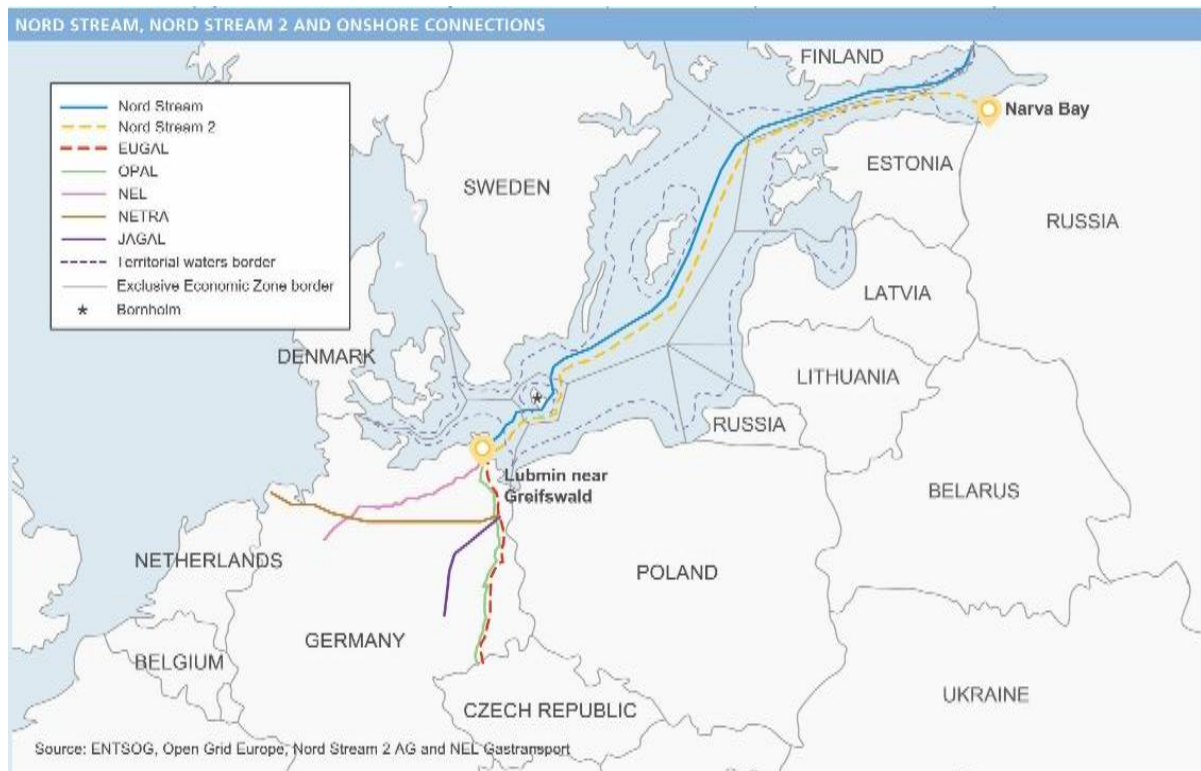 NORD STREAM, NORD STREAM 2 AND ONSHORE CONNECTIONS
FINLAND
Nord Stream
Nord Stream 2
EUGAL
OPAL
NEL
NETRA
JAGAL
Territorial waters border
Exclusive Economic Zone border
* Bornholm
Narva Bay
ESTONIA
SWEDEN
RUSSIA
LATVIA
DENMARK
LITHUANIA
*
RUSSIA
Lubmin near
Greifswald
BELARUS
NETHERLANDS
POLAND
GERMANY
BELGIUM
UKRAINE
CZECH REPUBLIC
Source: ENTSOG, Open Grid Europe, Nord Stream 2 AG and NEL Gastransport